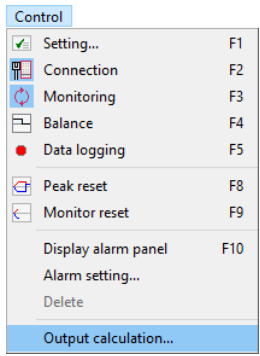 Control
Setting... F1
Connection F2
Monitoring F3
Balance F4
Data logging F5
Peak reset F8
Monitor reset F9
Display alarm panel F10
Alarm setting...
Delete
Output calculation...